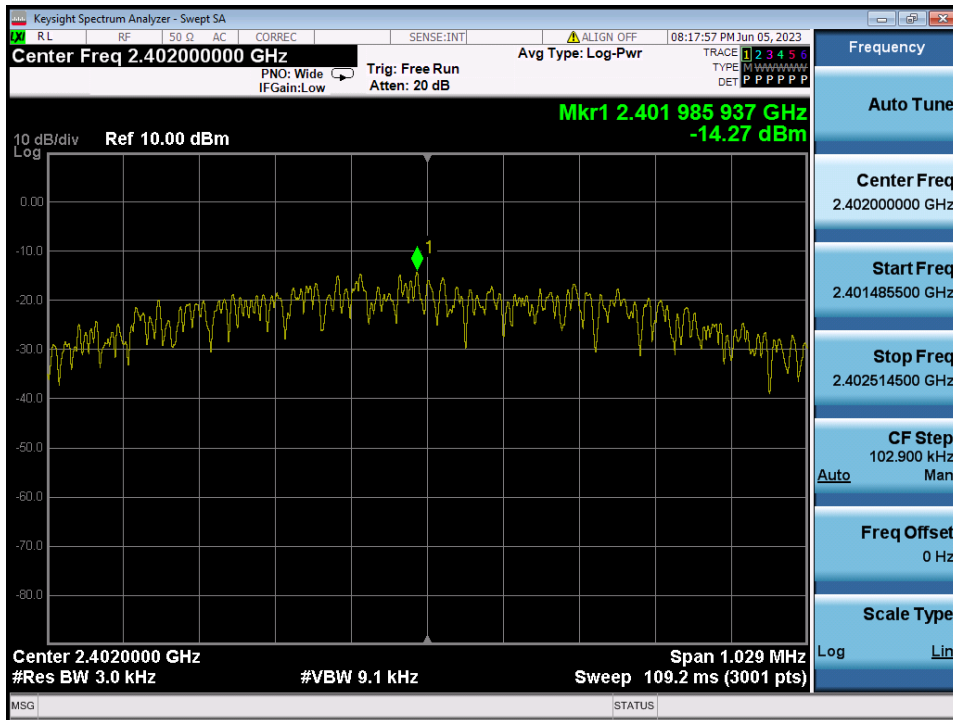 Keysight Spectrum Analyzer - Swept SA
LXI RL RF 50 Ω AC CORREC SENSE:INT ALIGN OFF 08:17:57 PM Jun 05, 2023
Center Freq 2.402000000 GHz
PNO: Wide
IFGain:Low
Trig: Free Run
Atten: 20 dB
Avg Type: Log-Pwr
TRACE 1 2 3 4 5 6
TYPE M W W W W W
DET P P P P P P
Mkr1 2.401 985 937 GHz
-14.27 dBm
10 dB/div Ref 10.00 dBm
Log
1
0.00
-10.0
-20.0
-30.0
-40.0
-50.0
-60.0
-70.0
-80.0
Center 2.4020000 GHz Span 1.029 MHz
#Res BW 3.0 kHz #VBW 9.1 kHz Sweep 109.2 ms (3001 pts)
MSG STATUS
Frequency
Auto Tune
Center Freq
2.402000000 GHz
Start Freq
2.401485500 GHz
Stop Freq
2.402514500 GHz
CF Step
102.900 kHz
Auto Man
Freq Offset
0 Hz
Scale Type
Log Lin